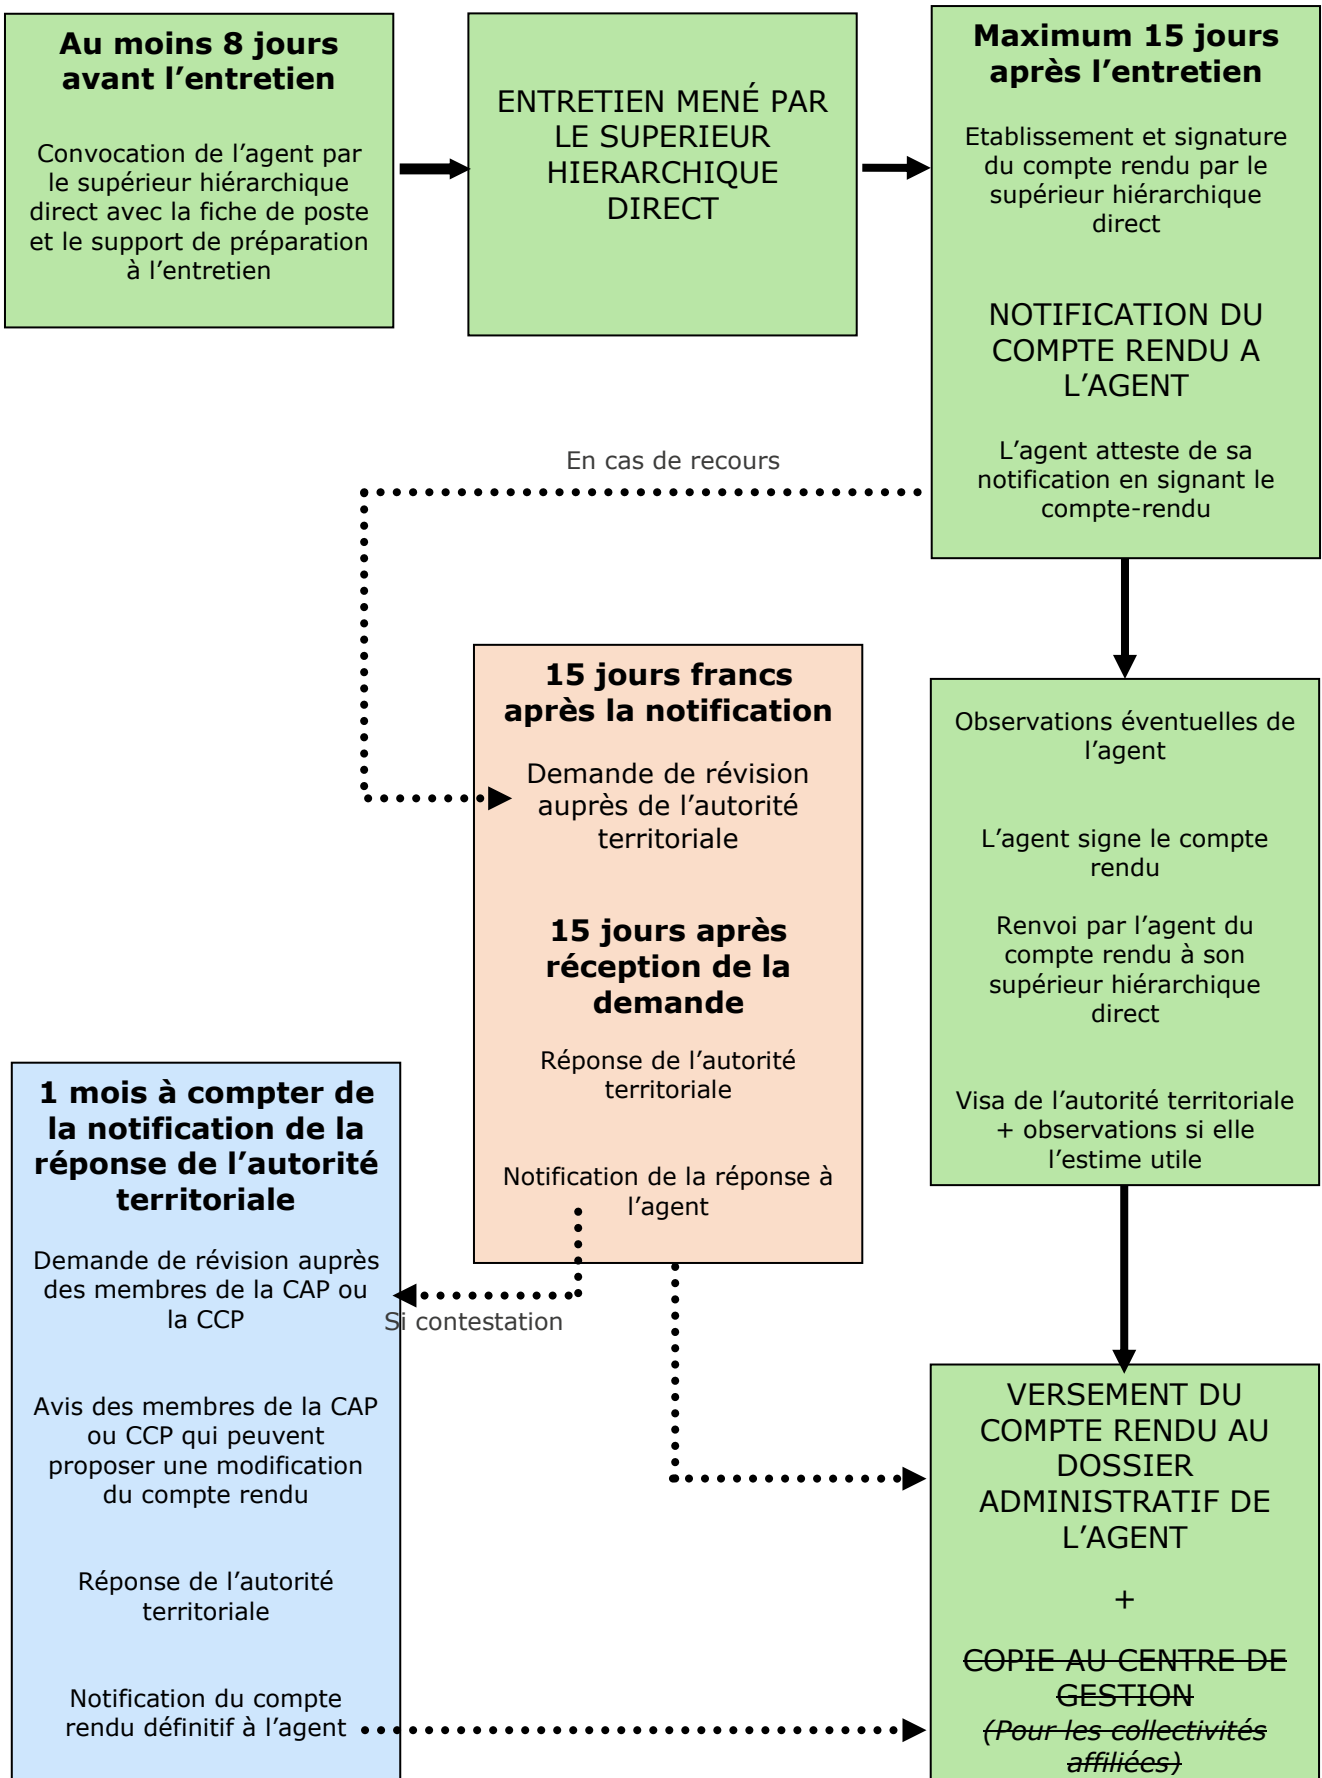 Au moins 8 jours
avant l’entretien
Convocation de l’agent par
le supérieur hiérarchique
direct avec la fiche de poste
et le support de préparation
à l’entretien
ENTRETIEN MENÉ PAR
LE SUPERIEUR
HIERARCHIQUE
DIRECT
Maximum 15 jours
après l’entretien
Etablissement et signature
du compte rendu par le
supérieur hiérarchique
direct
NOTIFICATION DU
COMPTE RENDU A
L’AGENT
L’agent atteste de sa
notification en signant le
compte-rendu
En cas de recours
15 jours francs
après la notification
Demande de révision
auprès de l’autorité
territoriale
15 jours après
réception de la
demande
Réponse de l’autorité
territoriale
Notification de la réponse à
l’agent
Observations éventuelles de
l’agent
L’agent signe le compte
rendu
Renvoi par l’agent du
compte rendu à son
supérieur hiérarchique
direct
Visa de l’autorité territoriale
+ observations si elle
l’estime utile
1 mois à compter de
la notification de la
réponse de l’autorité
territoriale
Demande de révision auprès
des membres de la CAP ou
la CCP
Si contestation
Avis des membres de la CAP
ou CCP qui peuvent
proposer une modification
du compte rendu
Réponse de l’autorité
territoriale
Notification du compte
rendu définitif à l’agent
VERSEMENT DU
COMPTE RENDU AU
DOSSIER
ADMINISTRATIF DE
L’AGENT
+
COPIE AU CENTRE DE
GESTION
(Pour les collectivités
affiliées)